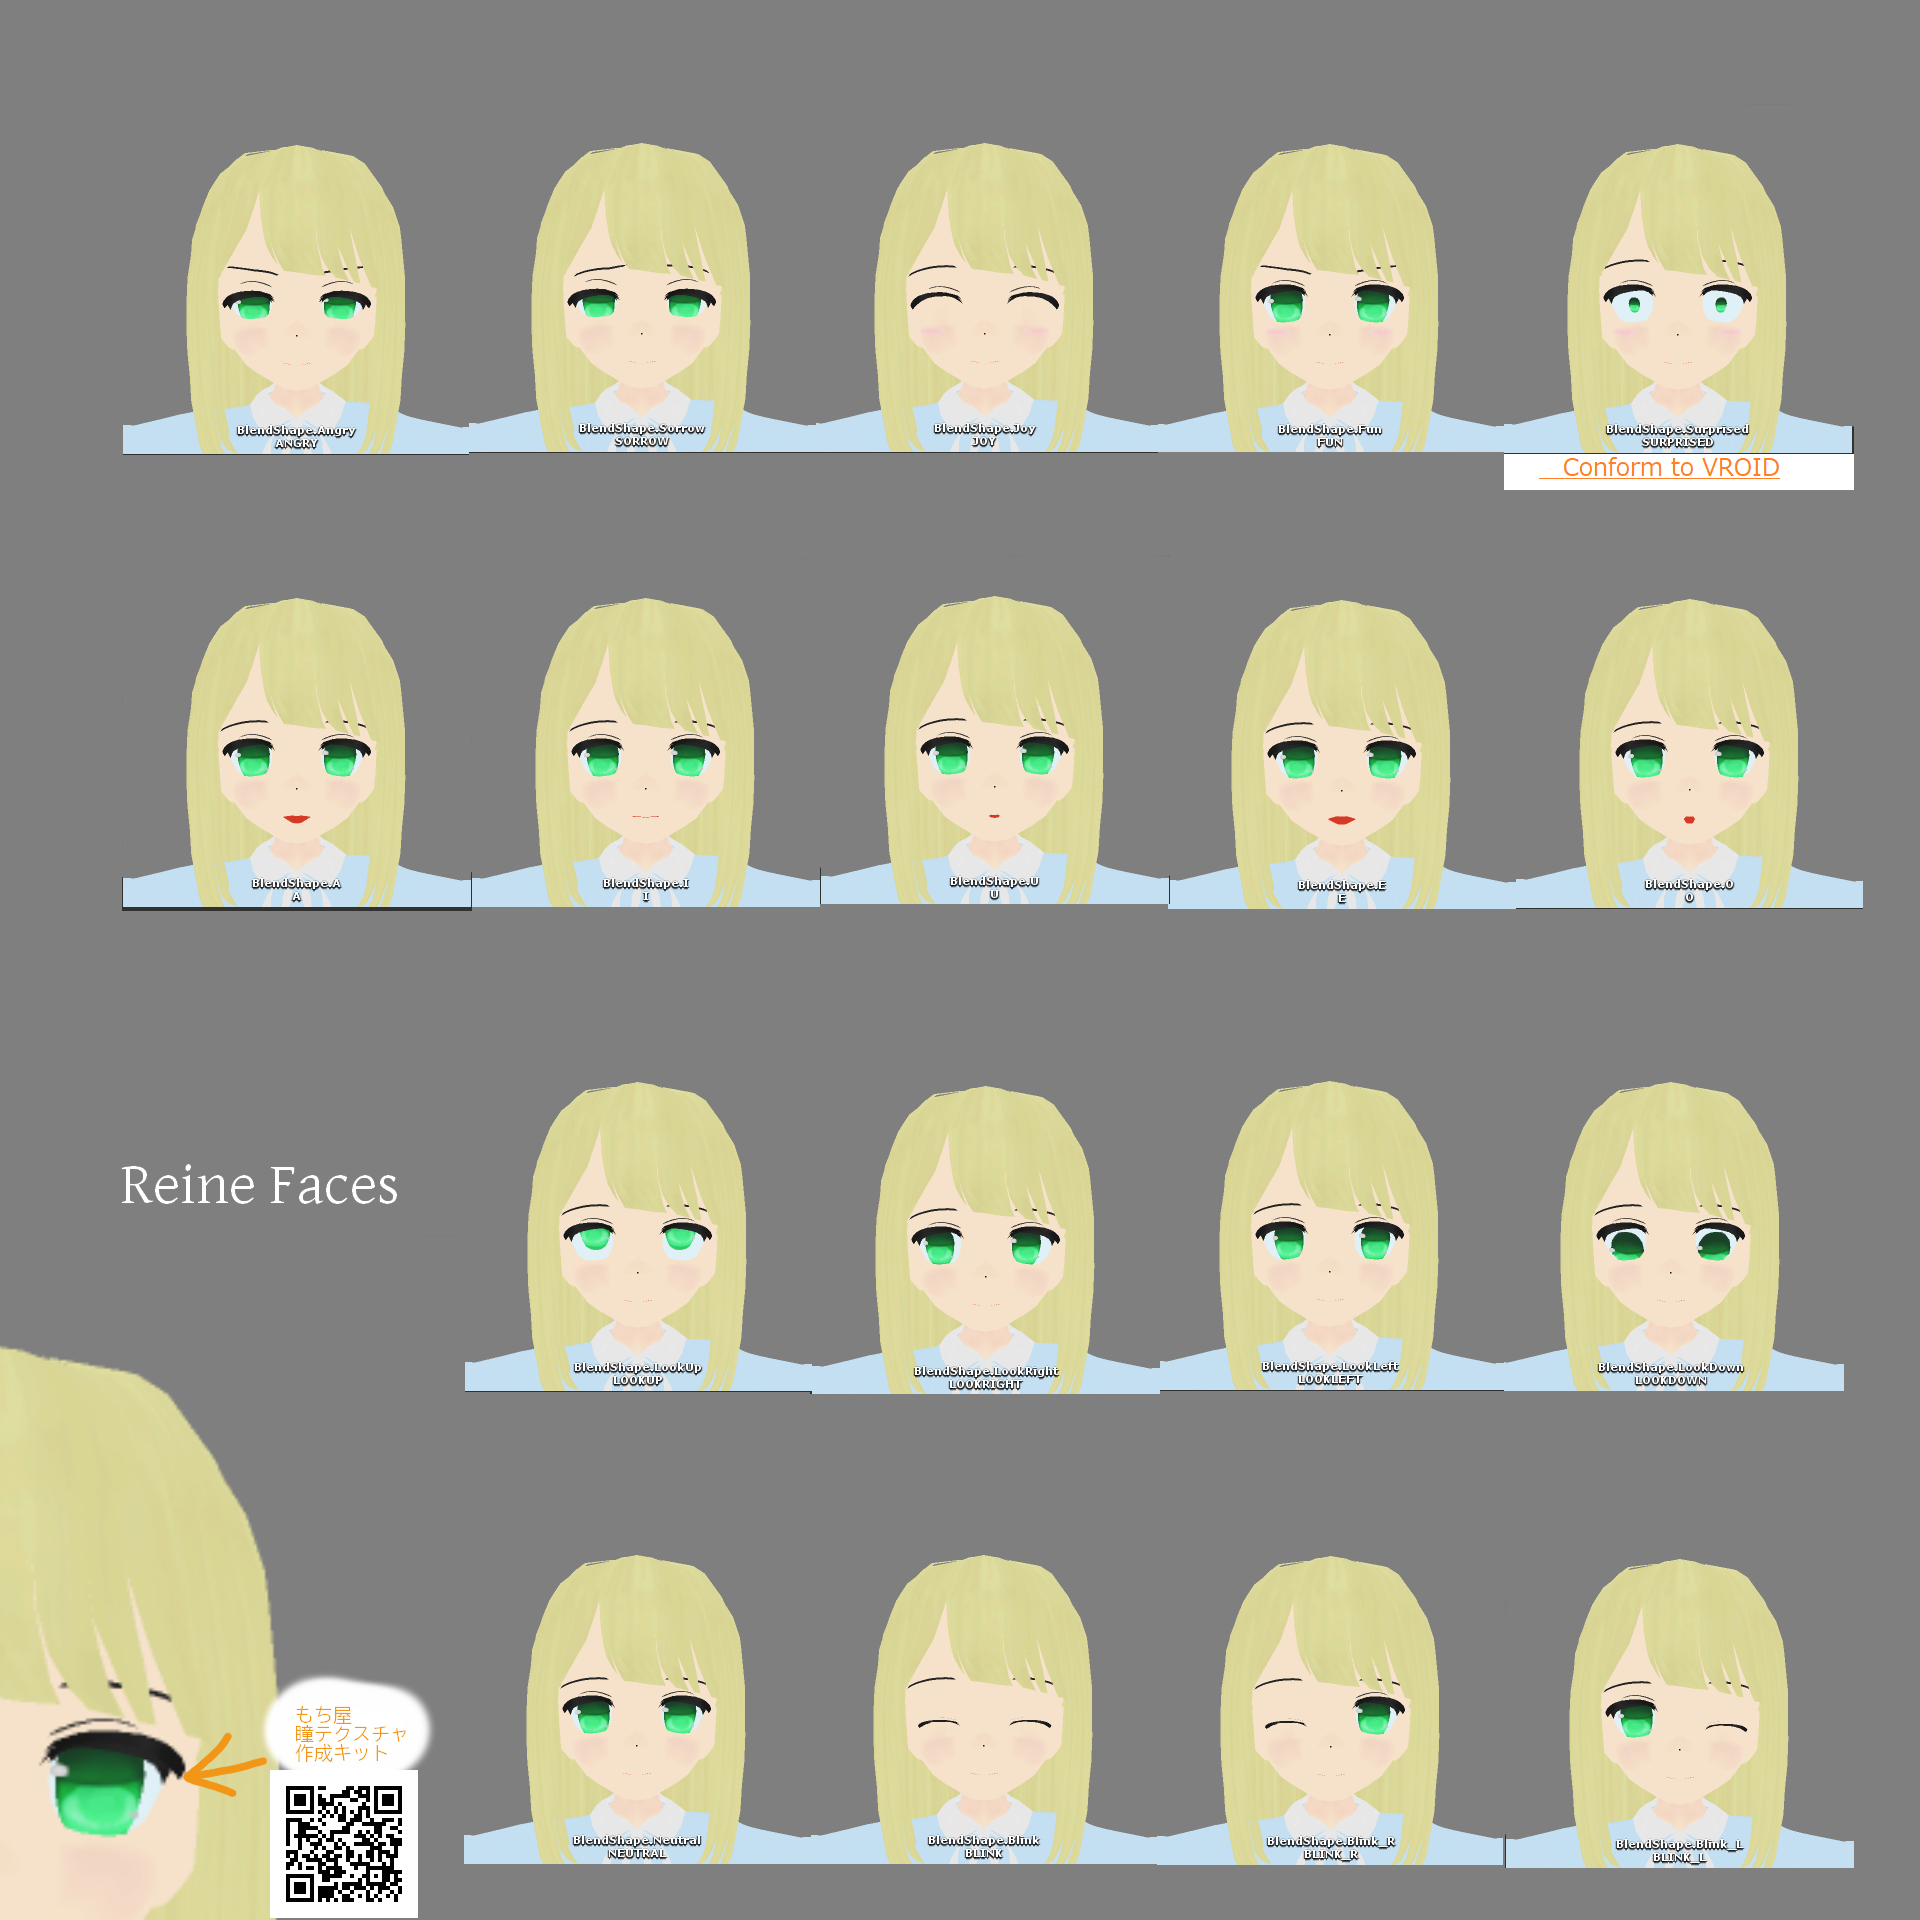 BlendShape.Angry
ANGRY
BlendShape.Sorrow
SORROW
BlendShape.Joy
JOY
BlendShape.Fun
FUN
BlendShape.Surprised
SURPRISED
Conform to VROID
BlendShape.A
A
BlendShape.I
I
BlendShape.U
U
BlendShape.E
E
BlendShape.O
O
Reine Faces
BlendShape.LookUp
LOOKUP
BlendShape.LookRight
LOOKRIGHT
BlendShape.LookLeft
LOOKLEFT
BlendShape.LookDown
LOOKDOWN
もち屋
瞳テクスチャ
作成キット
BlendShape.Neutral
NEUTRAL
BlendShape.Blink
BLINK
BlendShape.Blink_R
BLINK_R
BlendShape.Blink_L
BLINK_L